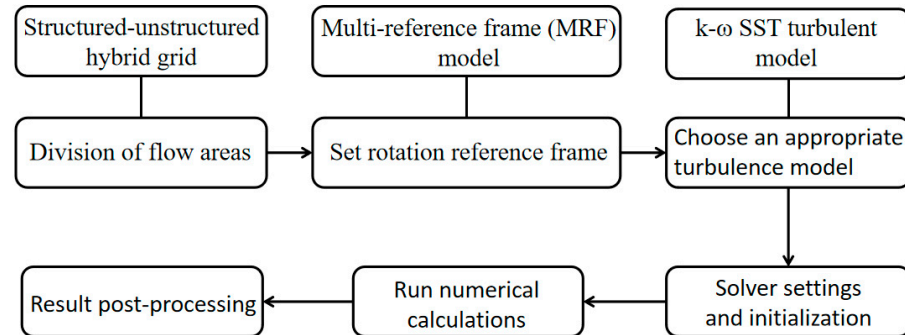 Structured-unstructured
hybrid grid
Multi-reference frame (MRF)
model
k-ω SST turbulent
model
Division of flow areas
Set rotation reference frame
Choose an appropriate
turbulence model
Result post-processing
Run numerical
calculations
Solver settings
and initialization